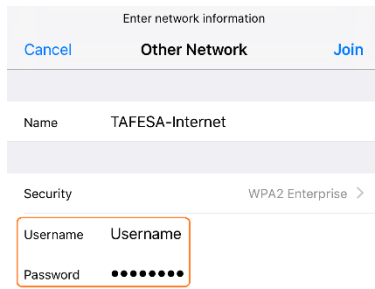 Enter network information
Cancel Other Network Join
Name TAFESA-Internet
Security WPA2 Enterprise
Username Username
Password ●●●●●●●●